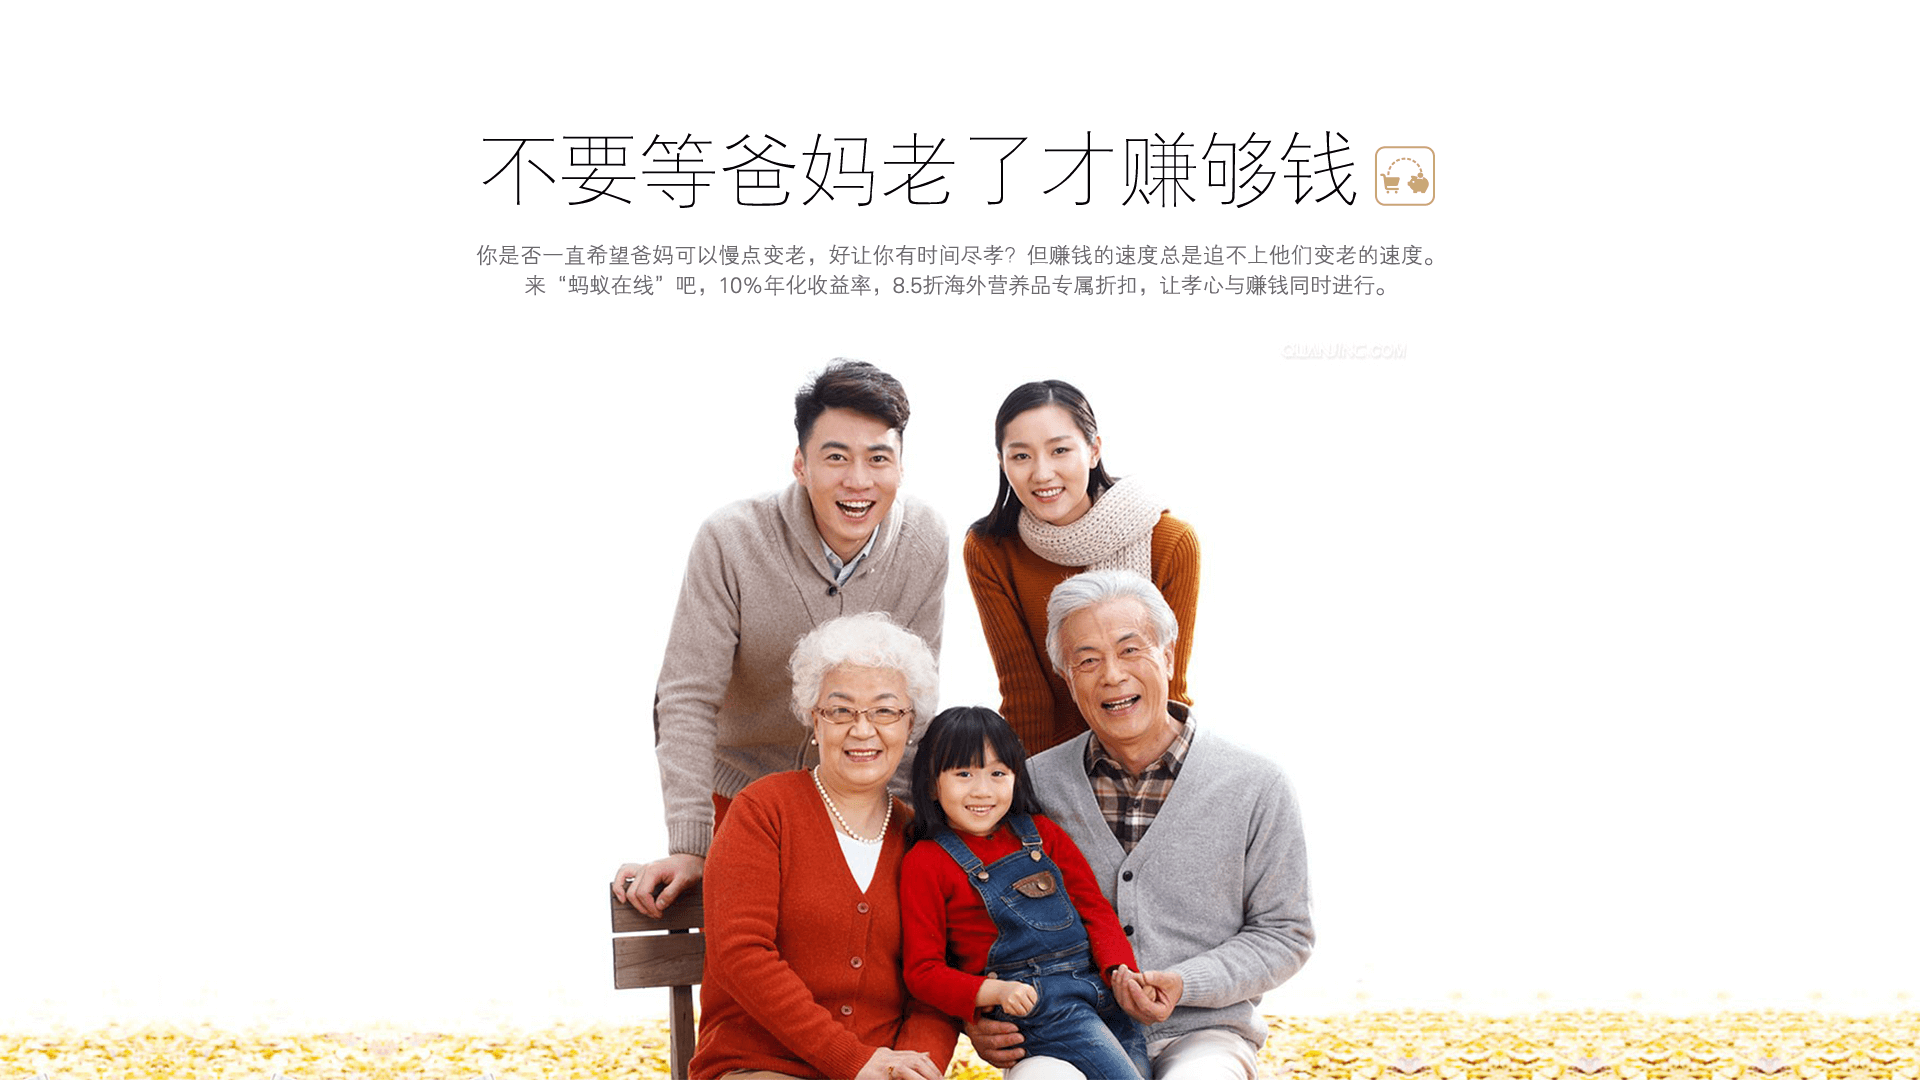 不要等爸妈老了才赚够钱
你是否一直希望爸妈可以慢点变老，好让你有时间尽孝？但赚钱的速度总是追不上他们变老的速度。
来“蚂蚁在线”吧，10%年化收益率，8.5折海外营养品专属折扣，让孝心与赚钱同时进行。
QUANJING.COM